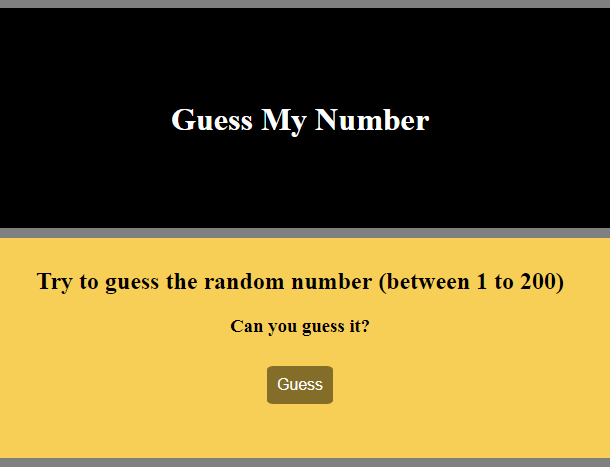 Guess My Number
Try to guess the random number (between 1 to 200)
Can you guess it?
Guess